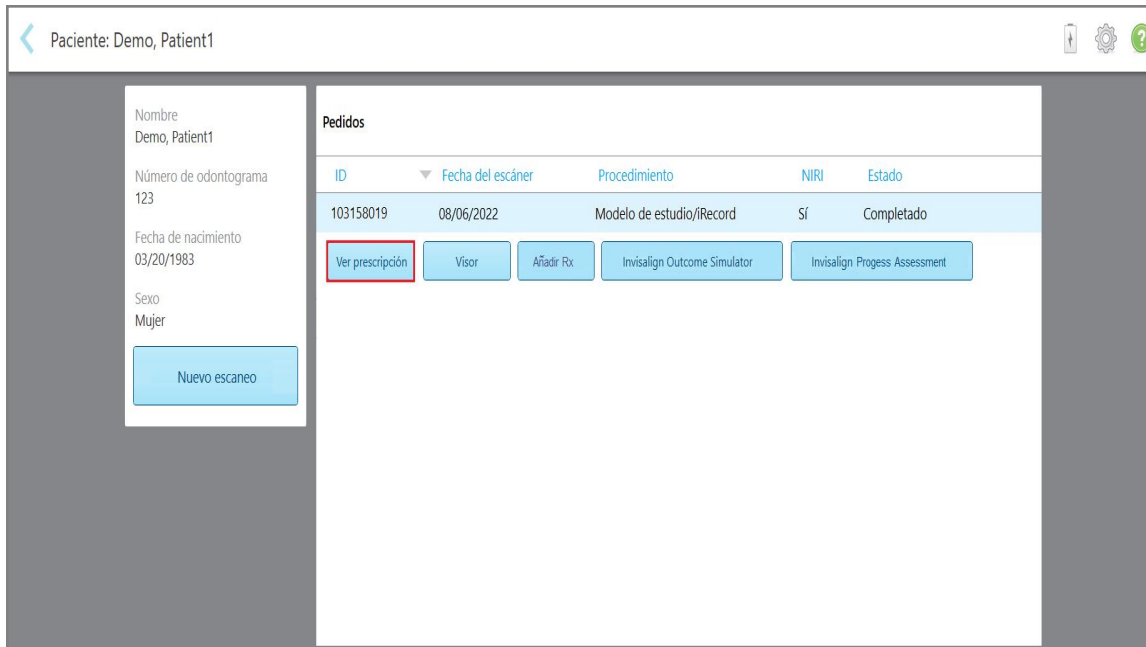 Paciente: Demo, Patient1
?
Nombre
Demo, Patient1
Número de odontograma
123
Fecha de nacimiento
03/20/1983
Sexo
Mujer
Nuevo escaneo
Pedidos
ID Fecha del escáner Procedimiento NIRI Estado
103158019 08/06/2022 Modelo de estudio/iRecord Sí Completado
Ver prescripción Visor Añadir Rx Invisalign Outcome Simulator Invisalign Progess Assessment